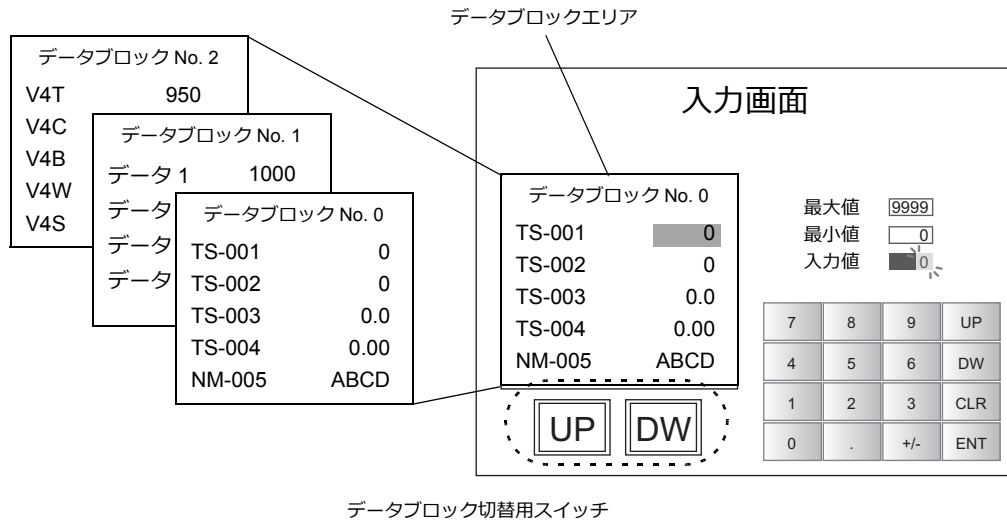 データブロックエリア
データブロック No. 2
V4T 950
V4C
V4B
V4W
V4S
データブロック No. 1
データ 1 1000
データ
データ
データ
データブロック No. 0
TS-001 0
TS-002 0
TS-003 0.0
TS-004 0.00
NM-005 ABCD
入力画面
データブロック No. 0
TS-001 0
TS-002 0
TS-003 0.0
TS-004 0.00
NM-005 ABCD
UP DW
最大値 9999
最小値 0
入力値 0
7 8 9 UP
4 5 6 DW
1 2 3 CLR
0 . +/- ENT
データブロック切替用スイッチ